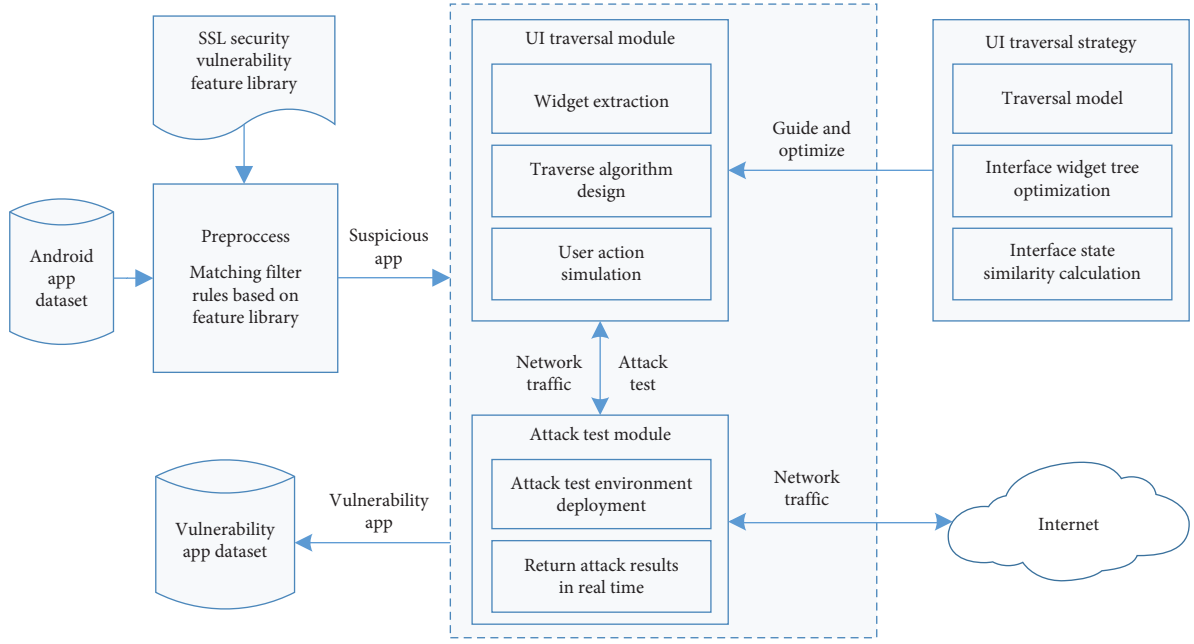 SSL security
vulnerability
feature library
Android
app
dataset
Preproccess
Matching filter
rules based on
feature library
Suspicious
app
UI traversal module
Widget extraction
Traverse algorithm
design
User action
simulation
Guide and
optimize
UI traversal strategy
Traversal model
Interface widget tree
optimization
Interface state
similarity calculation
Network
traffic
Attack
test
Attack test module
Attack test environment
deployment
Return attack results
in real time
Vulnerability
app
Vulnerability
app dataset
Network
traffic
Internet